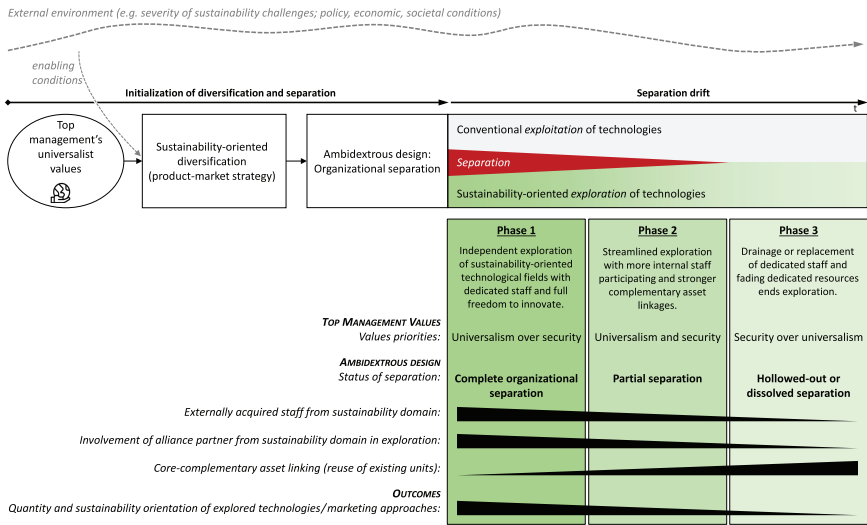 External environment (e.g. severity of sustainability challenges; policy, economic, societal conditions)
enabling
conditions
Initialization of diversification and separation
Separation drift
t
Top
management's
universalist
values
Sustainability-oriented
diversification
(product-market strategy)
Ambidextrous design:
Organizational separation
Conventional exploitation of technologies
Separation
Sustainability-oriented exploration of technologies
Phase 1
Independent exploration
of sustainability-oriented
technological fields with
dedicated staff and full
freedom to innovate.
Phase 2
Streamlined exploration
with more internal staff
participating and stronger
complementary asset
linkages.
Phase 3
Drainage or replacement
of dedicated staff and
fading dedicated resources
ends exploration.
TOP MANAGEMENT VALUES
Values priorities:
Universalism over security
Universalism and security
Security over universalism
AMBIDEXTROUS DESIGN
Status of separation:
Complete organizational
separation
Partial separation
Hollowed-out or
dissolved separation
Externally acquired staff from sustainability domain:
Involvement of alliance partner from sustainability domain in exploration:
Core-complementary asset linking (reuse of existing units):
OUTCOMES
Quantity and sustainability orientation of explored technologies/marketing approaches: